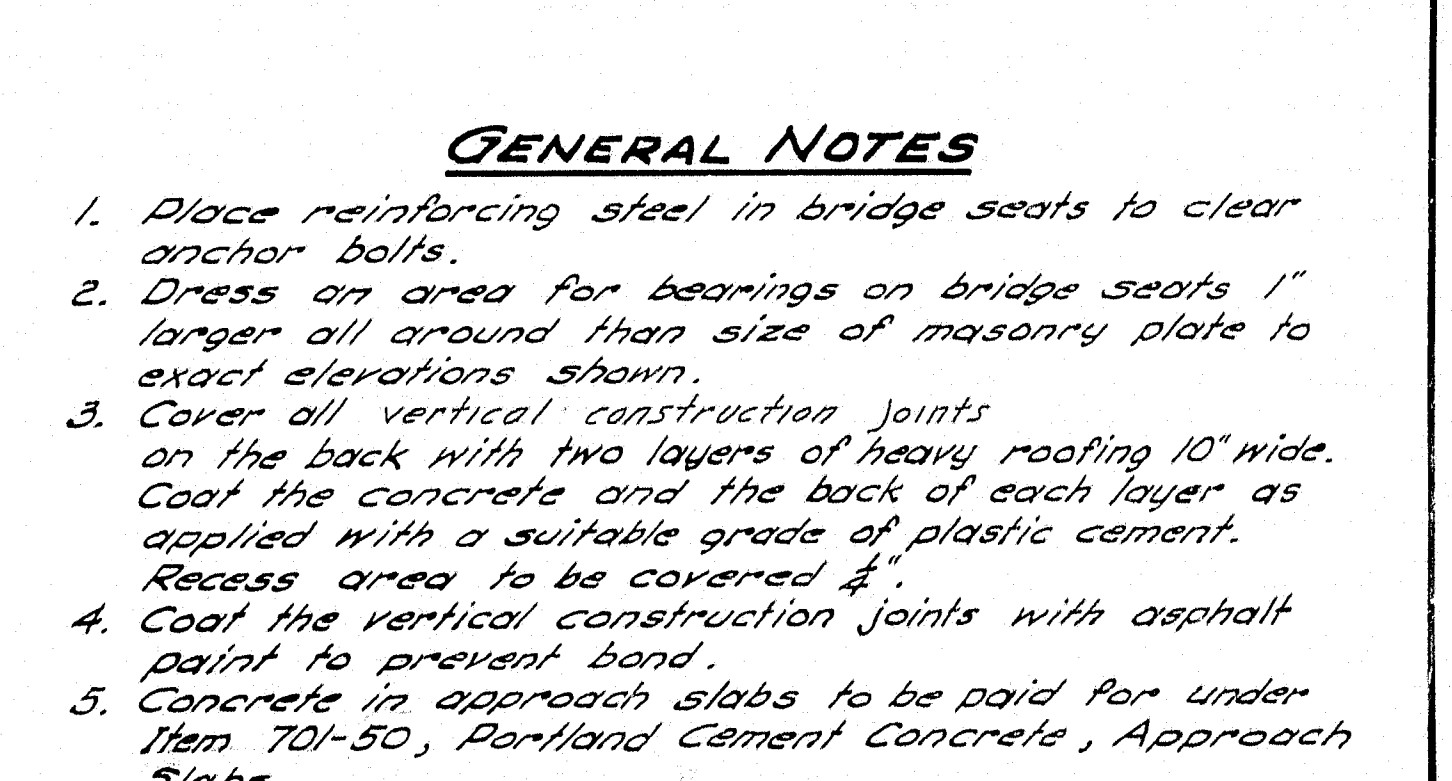 GENERAL NOTES
1. Place reinforcing steel in bridge seats to clear
anchor bolts.
2. Dress an area for bearings on bridge seats 1"
larger all around than size of masonry plate to
exact elevations shown.
3. Cover all vertical construction joints
on the back with two layers of heavy roofing 10" wide.
Coat the concrete and the back of each layer as
applied with a suitable grade of plastic cement.
Recess area to be covered ¼".
4. Coat the vertical construction joints with asphalt
paint to prevent bond.
5. Concrete in approach slabs to be paid for under
Item 701-50, Portland Cement Concrete, Approach
Slabs